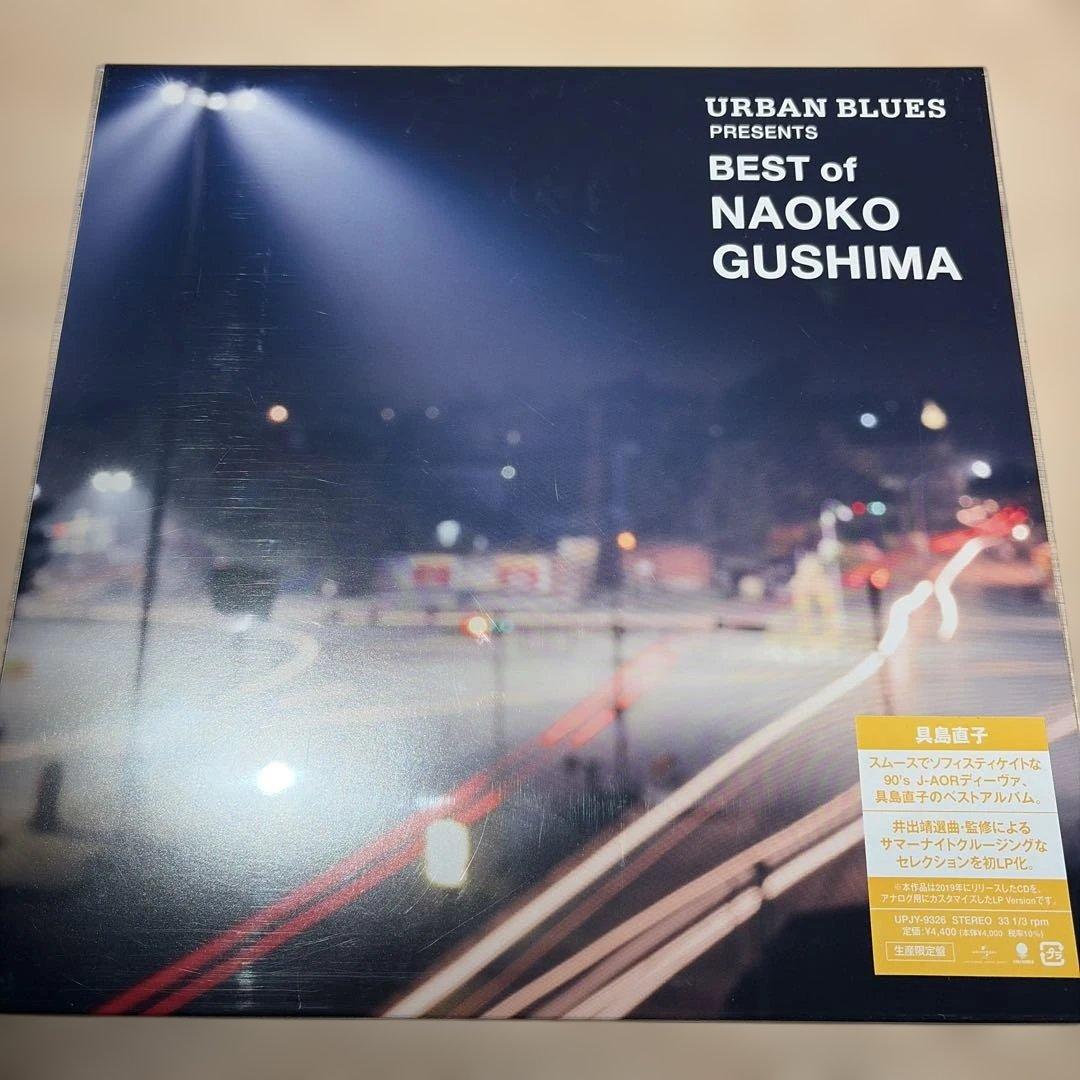 URBAN BLUES
PRESENTS
BEST of
NAOKO
GUSHIMA
具島直子
スムースでソフィスティケイトな
90's J-AORディーヴァ、
具島直子のベストアルバム。
井出靖選曲・監修による
サマーナイトクルージングな
セレクションを初LP化。
※本作品は2019年にリリースしたCDを、
アナログ用にカスタマイズしたLP Versionです。
UPJY-9326 STEREO 33 1/3 rpm
定価:¥4,400 (本体¥4,000 税率10%)
生産限定盤